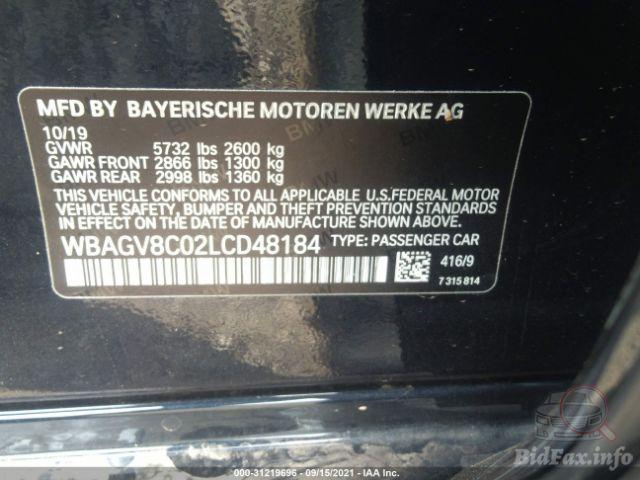 MFD BY BAYERISCHE MOTOREN WERKE AG
10/19
GVWR 5732 lbs 2600 kg
GAWR FRONT 2866 lbs 1300 kg
GAWR REAR 2998 lbs 1360 kg
THIS VEHICLE CONFORMS TO ALL APPLICABLE U.S.FEDERAL MOTOR
VEHICLE SAFETY, BUMPER AND THEFT PREVENTION STANDARDS
IN EFFECT ON THE DATE OF MANUFACTURE SHOWN ABOVE.
WBAGV8C02LCD48184 TYPE: PASSENGER CAR
416/9
7 315 814
BidFax.info
000-31219696 - 09/15/2021 - IAA Inc.